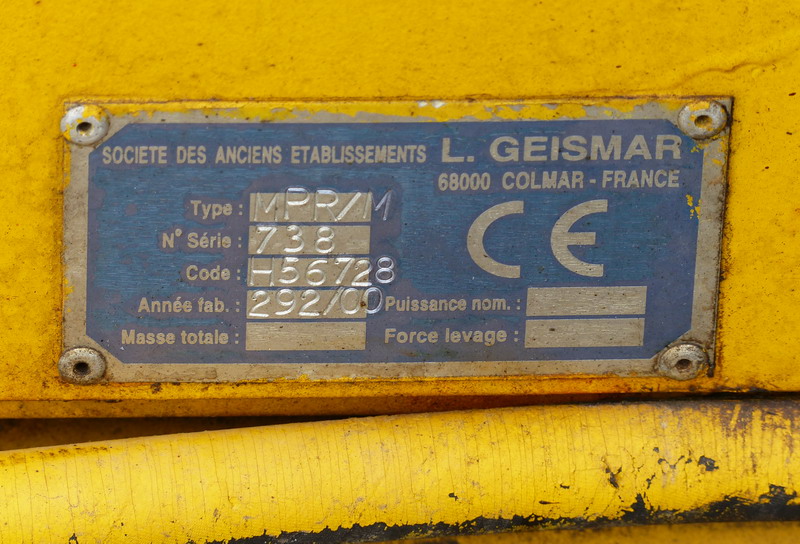 SOCIETE DES ANCIENS ETABLISSEMENTS L. GEISMAR
68000 COLMAR - FRANCE
Type : MPR/M
N° Série : 738
CE
Code : H56728
Année fab. : 292/00 Puissance nom. :
Masse totale : Force levage :